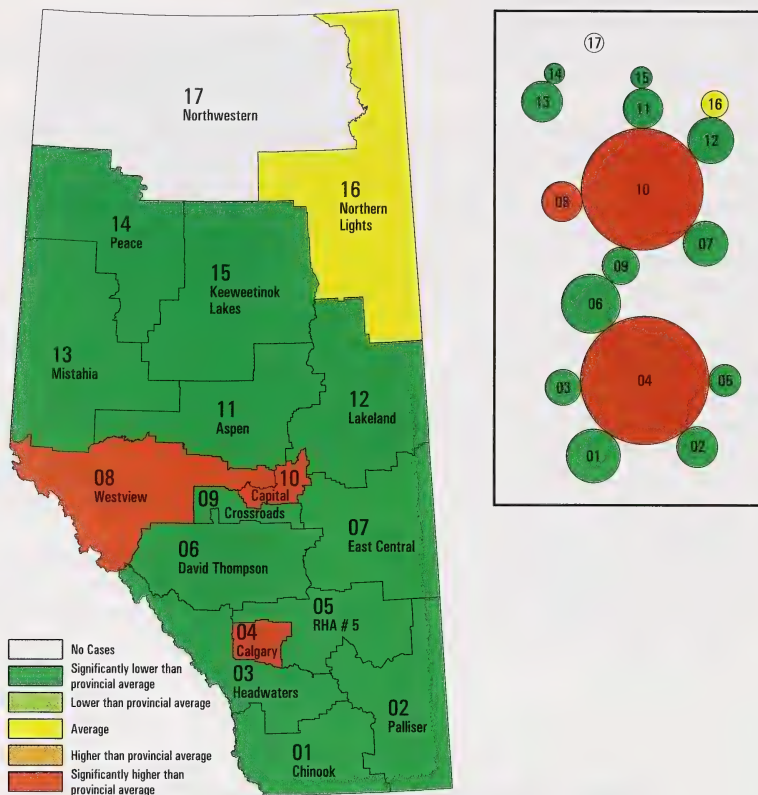 17
Northwestern
16
Northern
Lights
14
Peace
15
Keeweetinok
Lakes
13
Mistahia
12
Lakeland
11
Aspen
08
Westview
10
Capital
09
Crossroads
07
East Central
06
David Thompson
05
RHA # 5
04
Calgary
03
Headwaters
02
Palliser
01
Chinook
No Cases
Significantly lower than
provincial average
Lower than provincial average
Average
Higher than provincial average
Significantly higher than
provincial average
17
14
15
13
11
16
12
10
08
07
09
06
04
03
05
01
02